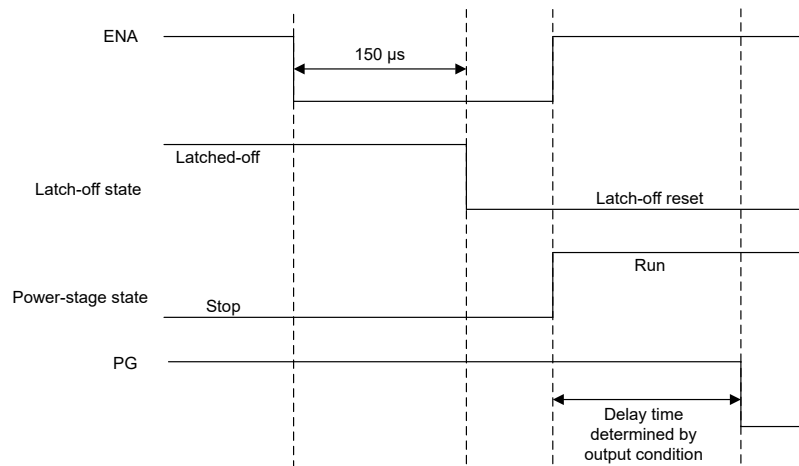 ENA
150 µs
Latched-off
Latch-off state
Latch-off reset
Run
Power-stage state
Stop
PG
Delay time
determined by
output condition